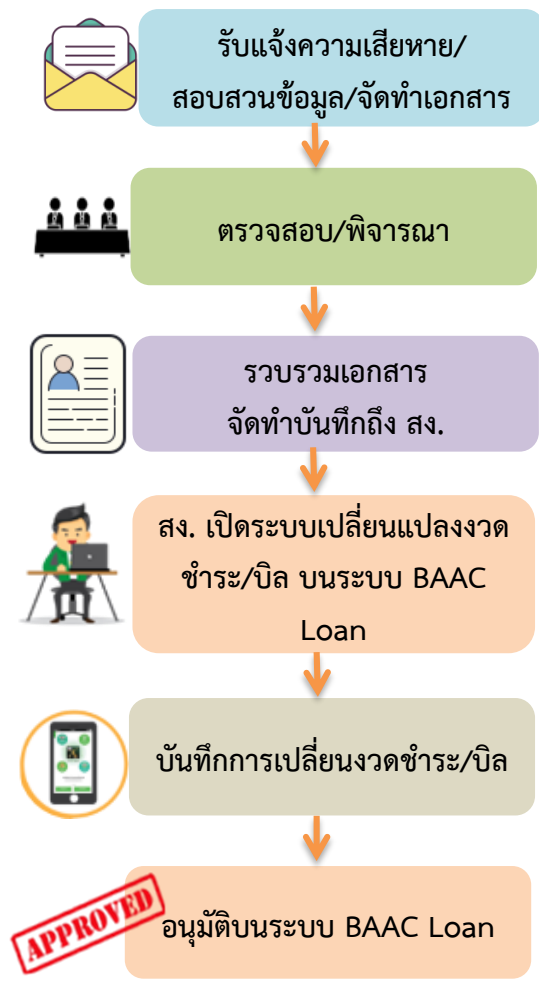 รับแจ้งความเสียหาย/
สอบสวนข้อมูล/จัดทำเอกสาร
ตรวจสอบ/พิจารณา
รวบรวมเอกสาร
จัดทำบันทึกถึง สง.
สง. เปิดระบบเปลี่ยนแปลงงวด
ชำระ/บิล บนระบบ BAAC
Loan
บันทึกการเปลี่ยนงวดชำระ/บิล
APPROVED
อนุมัติบนระบบ BAAC Loan